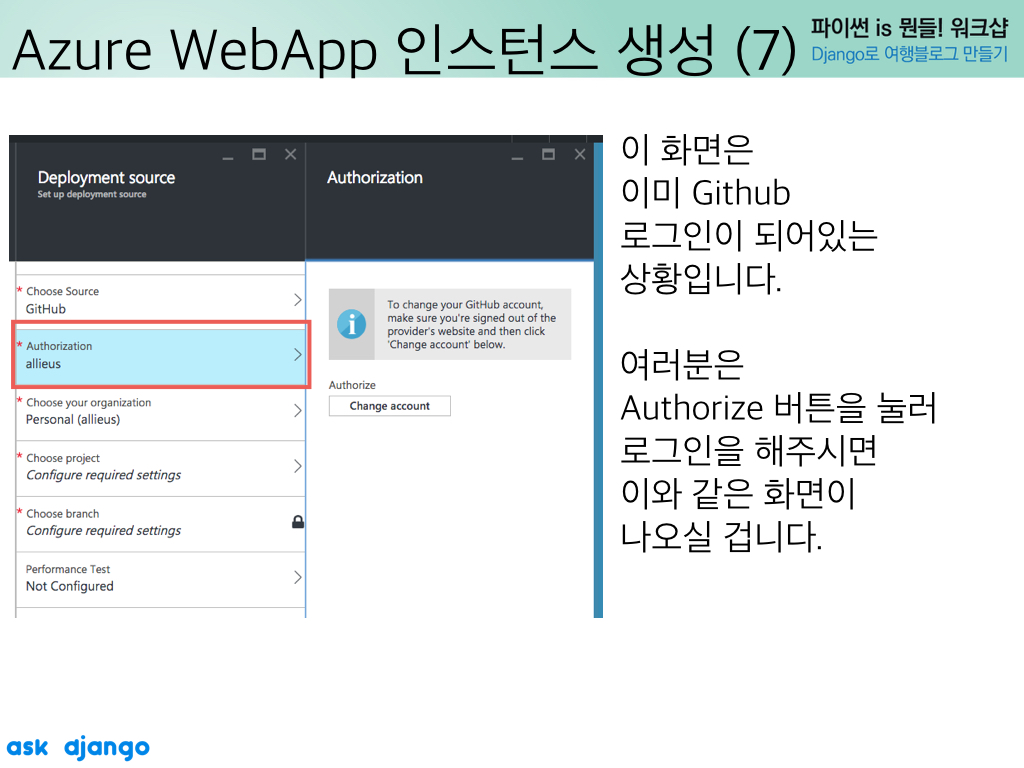 Azure WebApp 인스턴스 생성 (7)
파이썬 is 뭔들! 워크샵
Django로 여행블로그 만들기
Deployment source
Set up deployment source
Authorization
* Choose Source
GitHub
* Authorization
allieus
* Choose your organization
Personal (allieus)
* Choose project
Configure required settings
* Choose branch
Configure required settings
Performance Test
Not Configured
To change your GitHub account,
make sure you're signed out of the
provider's website and then click
'Change account' below.
Authorize
Change account
이 화면은
이미 Github
로그인이 되어있는
상황입니다.
여러분은
Authorize 버튼을 눌러
로그인을 해주시면
이와 같은 화면이
나오실 겁니다.
ask django